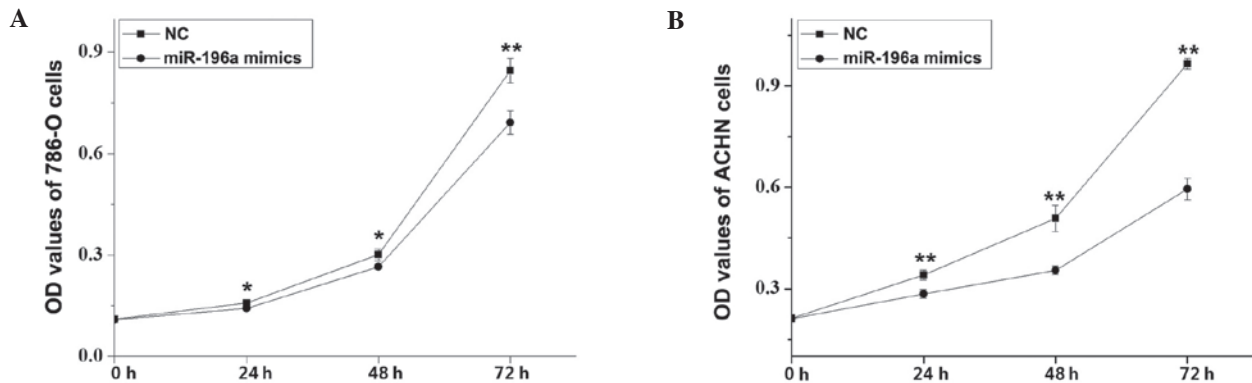 A
NC
miR-196a mimics
OD values of 786-O cells
0.9
0.6
0.3
0.0
*
*
**
0 h
24 h
48 h
72 h
B
NC
miR-196a mimics
OD values of ACHN cells
0.9
0.6
0.3
**
**
**
0 h
24 h
48 h
72 h